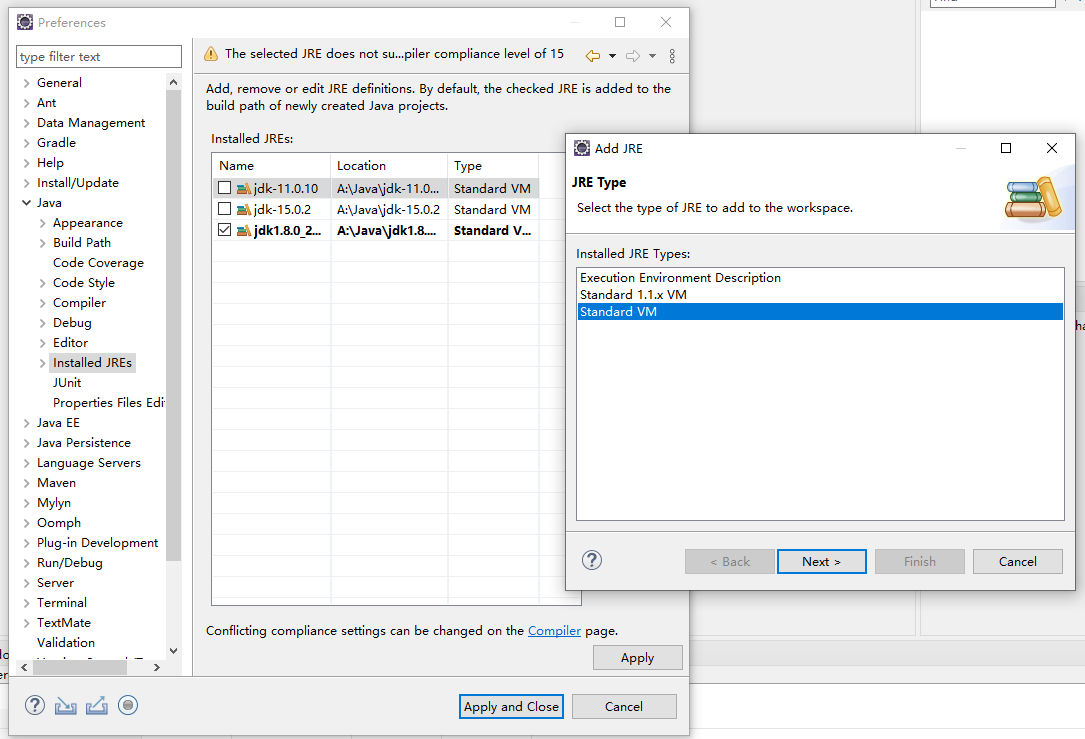 Preferences
type filter text
The selected JRE does not su...piler compliance level of 15
General
Ant
Data Management
Gradle
Help
Install/Update
Java
Appearance
Build Path
Code Coverage
Code Style
Compiler
Debug
Editor
Installed JREs
JUnit
Properties Files Edi
Java EE
Java Persistence
Language Servers
Maven
Mylyn
Oomph
Plug-in Development
Run/Debug
Server
Terminal
TextMate
Validation
Add, remove or edit JRE definitions. By default, the checked JRE is added to the
build path of newly created Java projects.
Installed JREs:
Name Location Type
jdk-11.0.10 A:\Java\jdk-11.0... Standard VM
jdk-15.0.2 A:\Java\jdk-15.0.2 Standard VM
jdk1.8.0_2... A:\Java\jdk1.8.... Standard V...
Conflicting compliance settings can be changed on the Compiler page.
Apply
Apply and Close Cancel
Add JRE
JRE Type
Select the type of JRE to add to the workspace.
Installed JRE Types:
Execution Environment Description
Standard 1.1.x VM
Standard VM
< Back Next > Finish Cancel